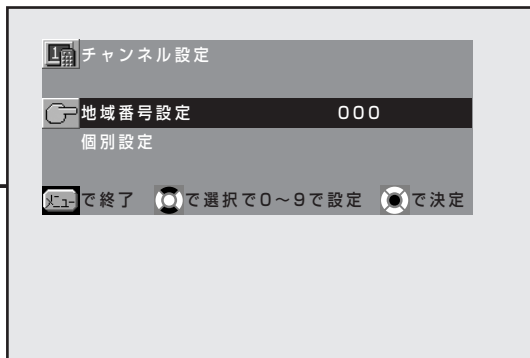 1 チャンネル設定
地域番号設定 000
個別設定
メニューで終了 で選択で0〜9で設定 で決定